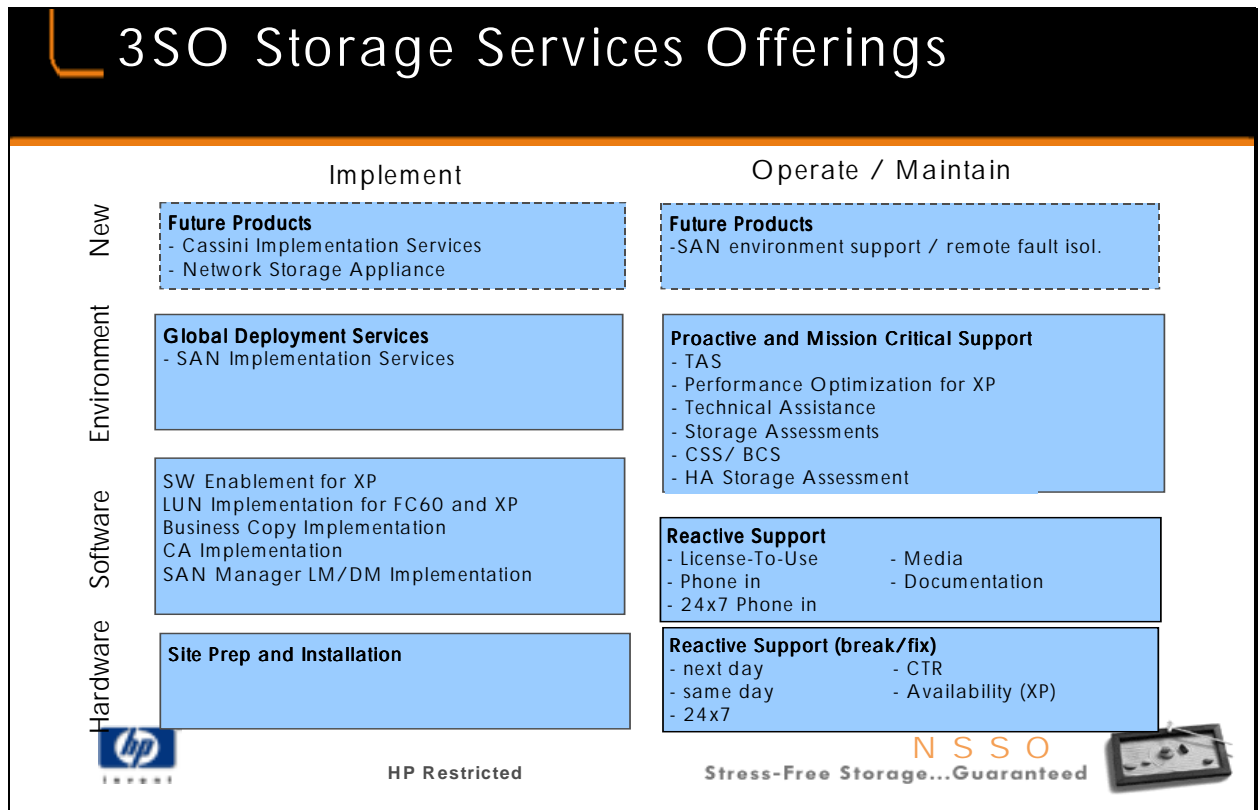 3SO Storage Services Offerings
Implement
Operate / Maintain
New
Future Products
- Cassini Implementation Services
- Network Storage Appliance
Future Products
-SAN environment support / remote fault isol.
Environment
Global Deployment Services
- SAN Implementation Services
Proactive and Mission Critical Support
- TAS
- Performance Optimization for XP
- Technical Assistance
- Storage Assessments
- CSS/ BCS
- HA Storage Assessment
Software
SW Enablement for XP
LUN Implementation for FC60 and XP
Business Copy Implementation
CA Implementation
SAN Manager LM/DM Implementation
Reactive Support
- License-To-Use
- Phone in
- 24x7 Phone in
- Media
- Documentation
Hardware
Site Prep and Installation
Reactive Support (break/fix)
- next day
- same day
- 24x7
- CTR
- Availability (XP)
hp
invent
HP Restricted
NSSO
Stress-Free Storage...Guaranteed